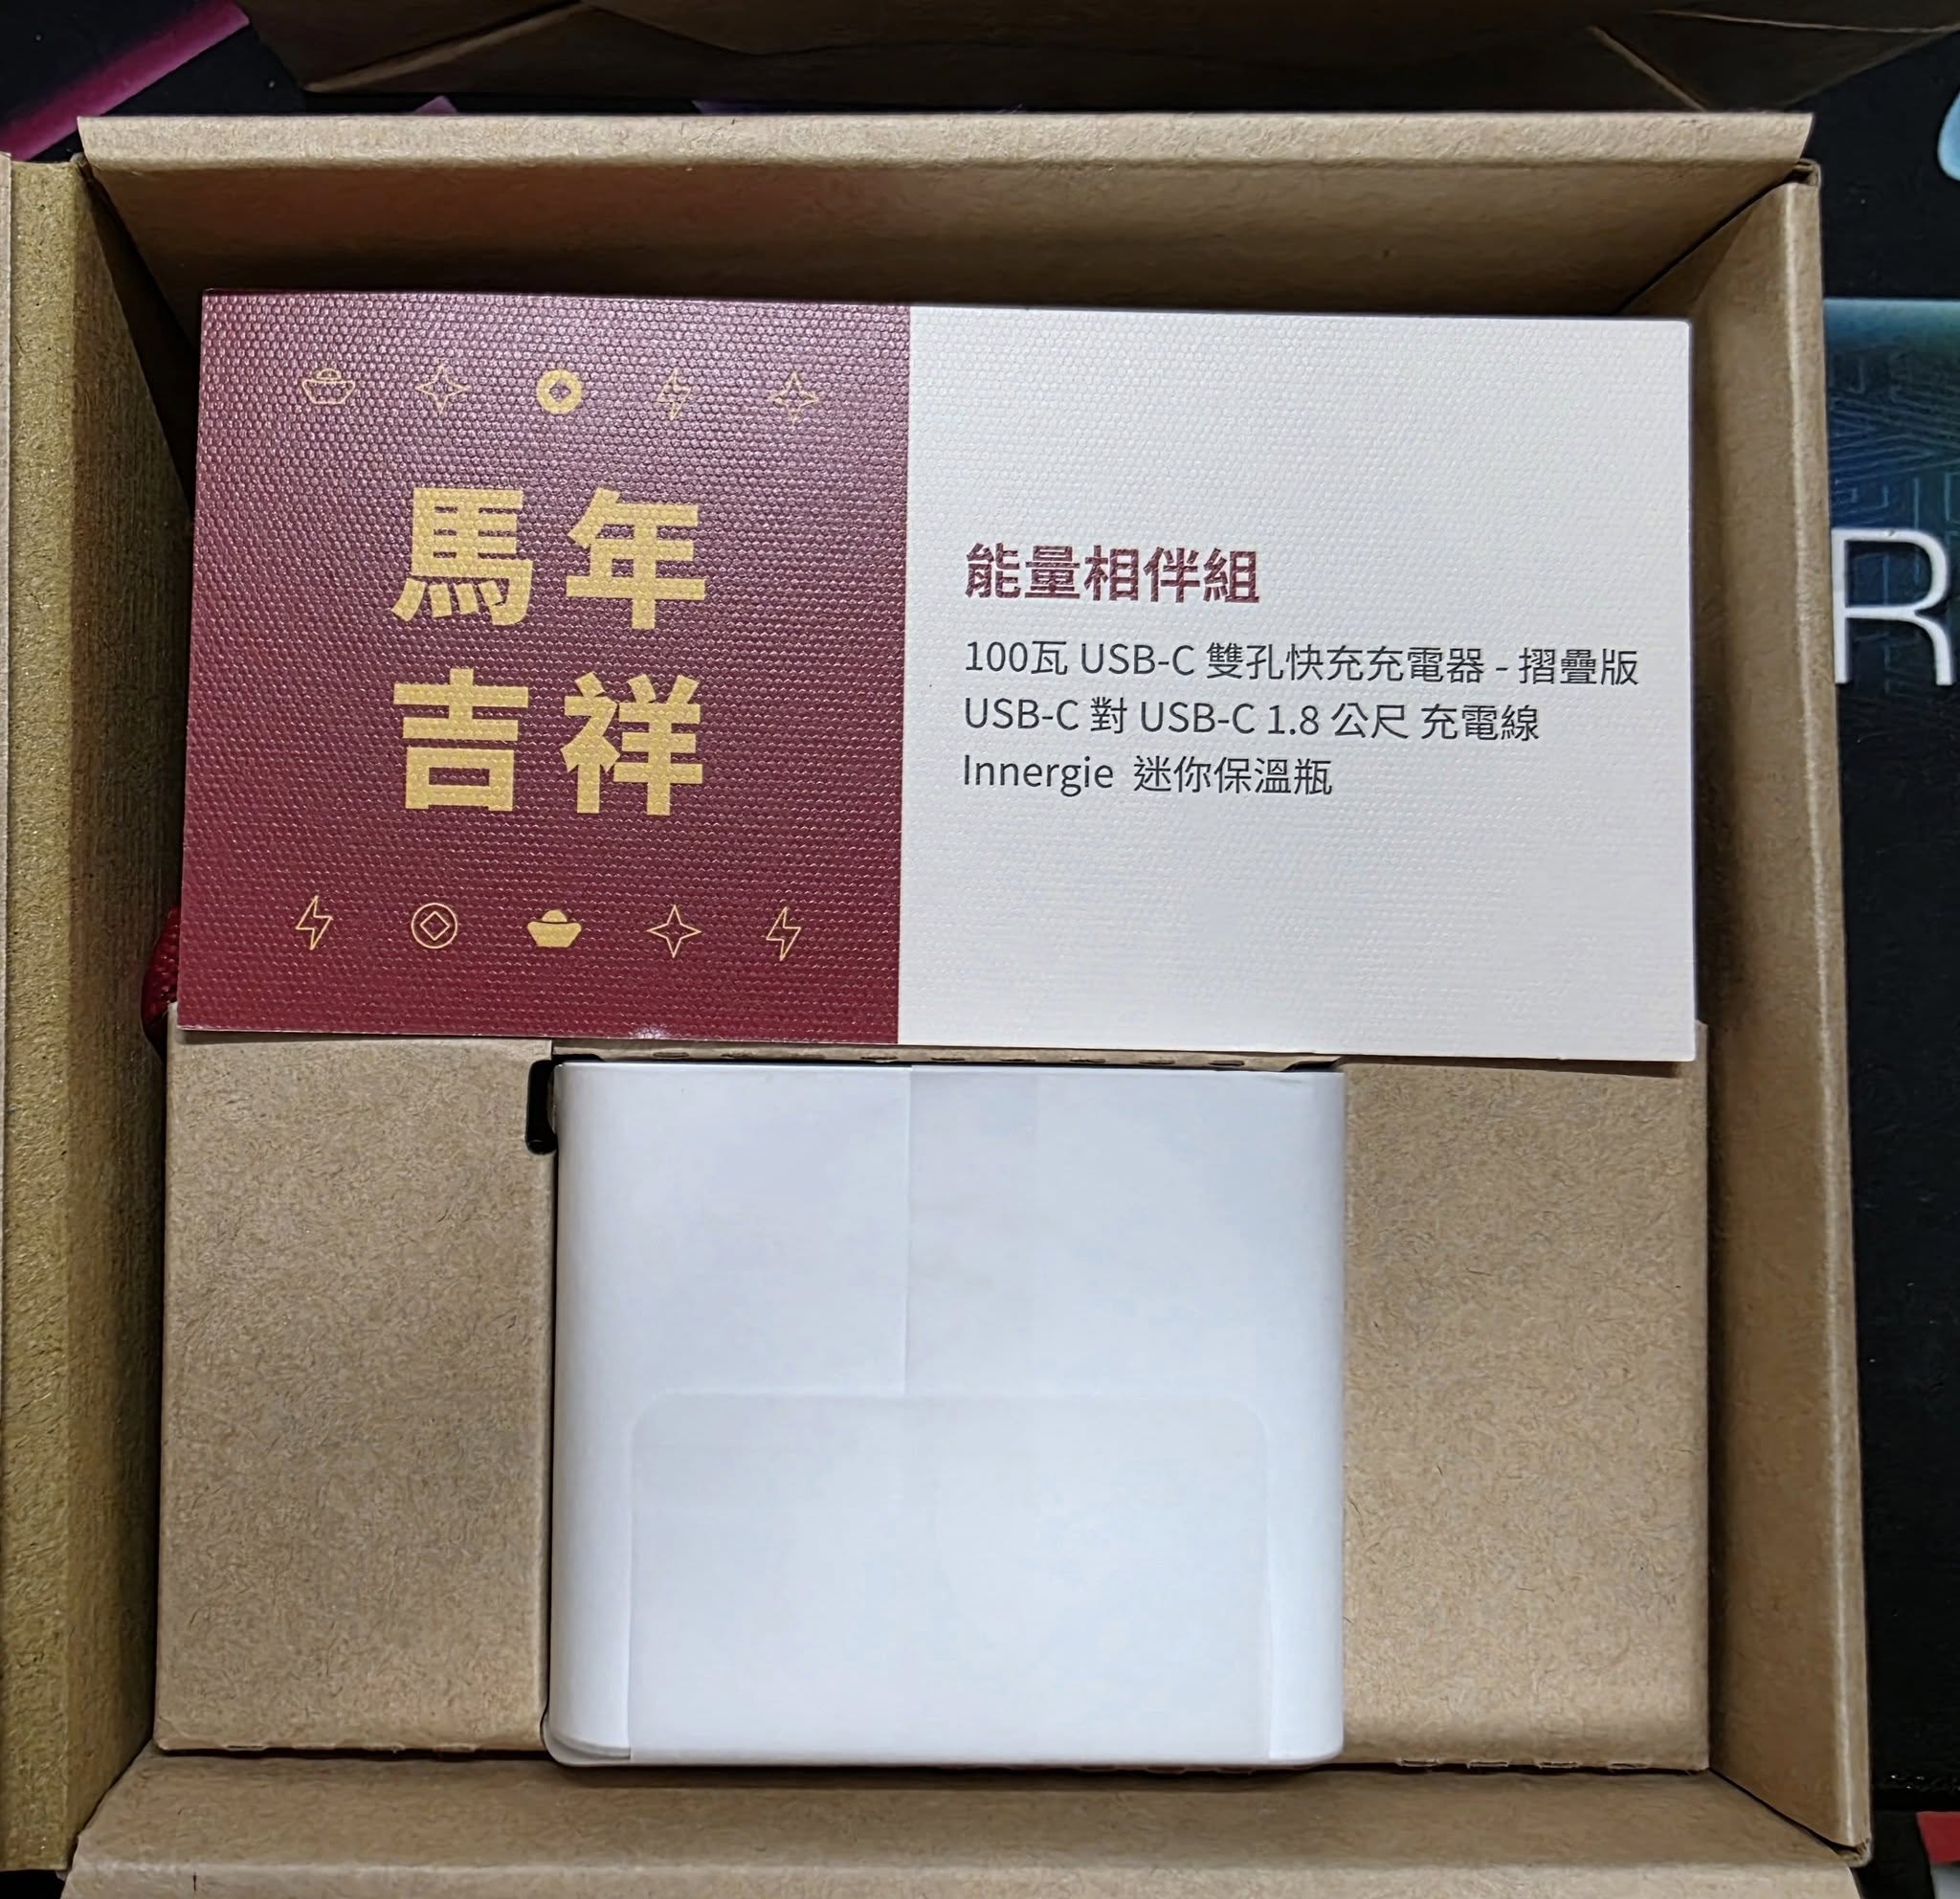 馬年
吉祥
能量相伴組
100瓦 USB-C 雙孔快充充電器 - 摺疊版
USB-C 對 USB-C 1.8 公尺 充電線
Innergie 迷你保溫瓶
R